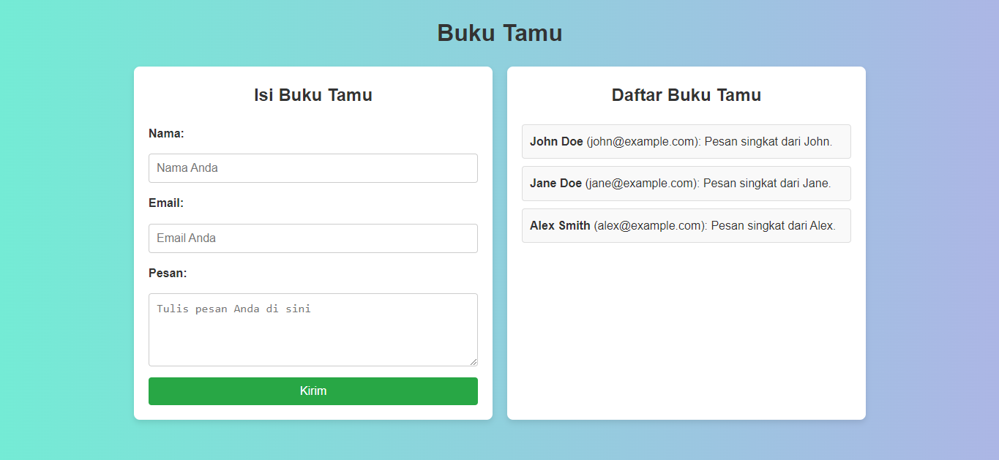 Buku Tamu
Isi Buku Tamu
Nama:
Nama Anda
Email:
Email Anda
Pesan:
Tulis pesan Anda di sini
Kirim
Daftar Buku Tamu
John Doe (john@example.com): Pesan singkat dari John.
Jane Doe (jane@example.com): Pesan singkat dari Jane.
Alex Smith (alex@example.com): Pesan singkat dari Alex.